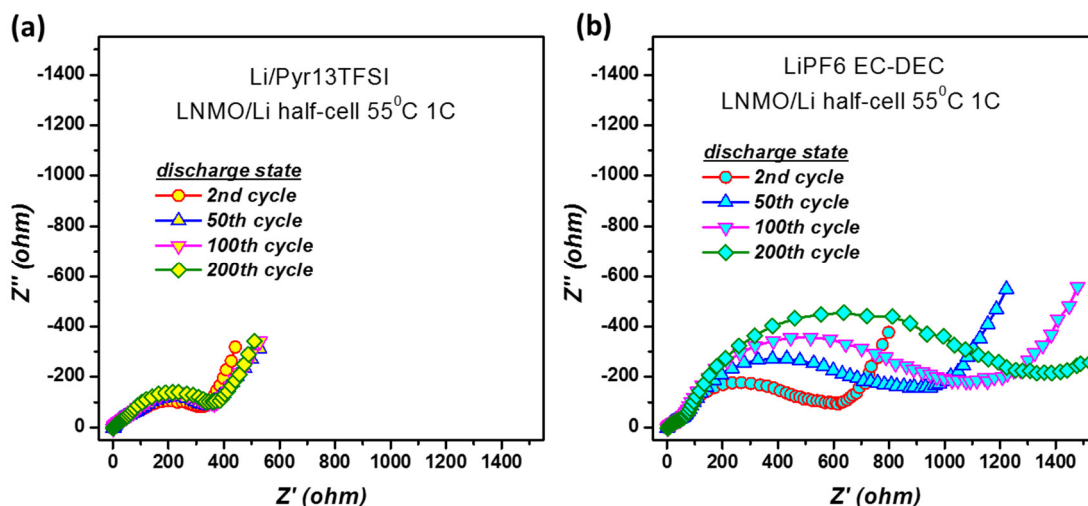 (a)
Li/Pyr13TFSI
LNMO/Li half-cell 55⁰C 1C
discharge state
2nd cycle
50th cycle
100th cycle
200th cycle
-1400
-1200
-1000
-800
-600
-400
-200
0
Z'' (ohm)
0 200 400 600 800 1000 1200 1400
Z' (ohm)
(b)
LiPF6 EC-DEC
LNMO/Li half-cell 55⁰C 1C
discharge state
2nd cycle
50th cycle
100th cycle
200th cycle
-1400
-1200
-1000
-800
-600
-400
-200
0
Z'' (ohm)
0 200 400 600 800 1000 1200 1400
Z' (ohm)